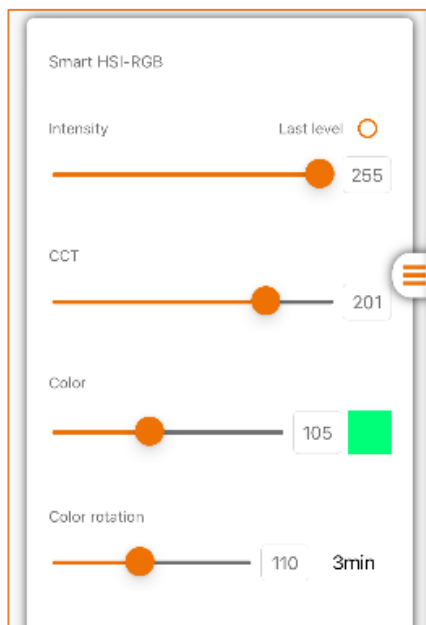 Smart HSI-RGB
Intensity Last level
255
CCT
201
Color
105
Color rotation
110 3min